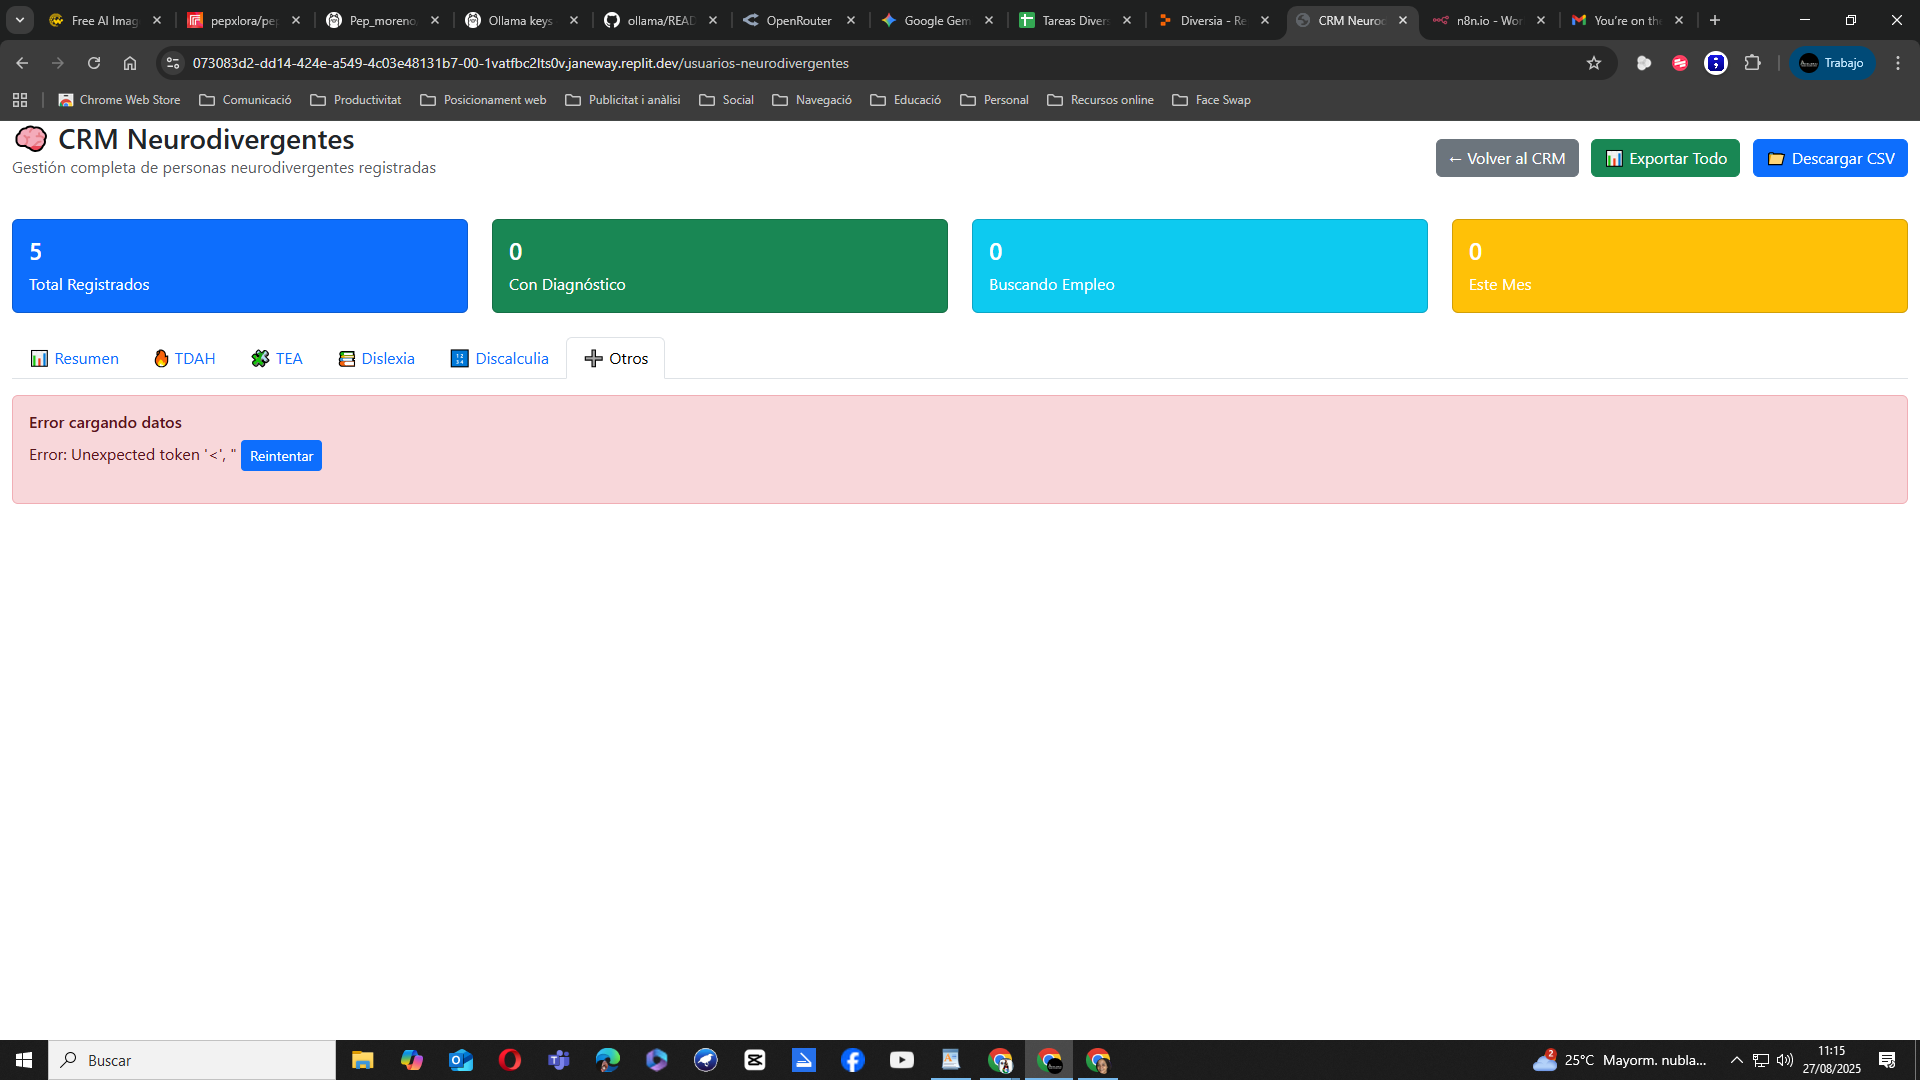 Free AI Imag
pepxlora/pep
Pep_moreno
Ollama keys
ollama/READ
OpenRouter
Google Gem
Tareas Divers
Diversia - Re
CRM Neurod
n8n.io - Wor
You're on the
073083d2-dd14-424e-a549-4c03e48131b7-00-1vatfbc2lts0v.janeway.replit.dev/usuarios-neurodivergentes
Trabajo
Chrome Web Store
Comunicació
Productivitat
Posicionament web
Publicitat i anàlisi
Social
Navegació
Educació
Personal
Recursos online
Face Swap
CRM Neurodivergentes
Gestión completa de personas neurodivergentes registradas
← Volver al CRM
Exportar Todo
Descargar CSV
5
Total Registrados
0
Con Diagnóstico
0
Buscando Empleo
0
Este Mes
Resumen
TDAH
TEA
Dislexia
Discalculia
Otros
Error cargando datos
Error: Unexpected token '<', " Reintentar
Buscar
2
25°C Mayorm. nubla...
11:15
27/08/2025